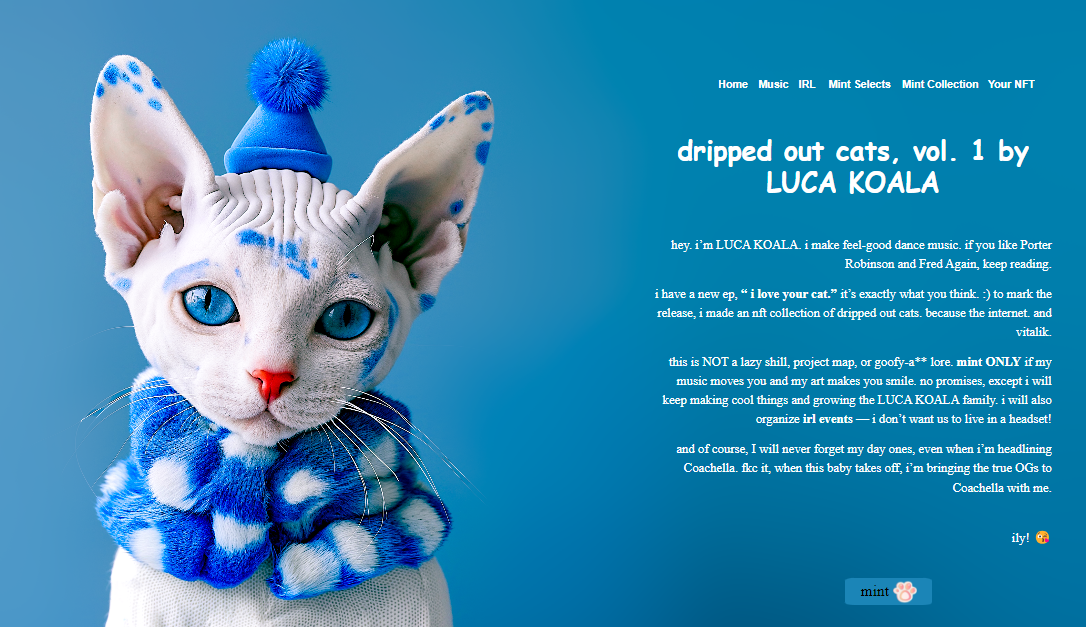 Home Music IRL Mint Selects Mint Collection Your NFT
dripped out cats, vol. 1 by
LUCA KOALA
hey. i’m LUCA KOALA. i make feel-good dance music. if you like Porter
Robinson and Fred Again, keep reading.
i have a new ep, “ i love your cat.” it’s exactly what you think. :) to mark the
release, i made an nft collection of dripped out cats. because the internet. and
vitalik.
this is NOT a lazy shill, project map, or goofy-a** lore. mint ONLY if my
music moves you and my art makes you smile. no promises, except i will
keep making cool things and growing the LUCA KOALA family. i will also
organize irl events — i don’t want us to live in a headset!
and of course, I will never forget my day ones, even when i’m headlining
Coachella. fkc it, when this baby takes off, i’m bringing the true OGs to
Coachella with me.
ily! 😘
mint 🐾